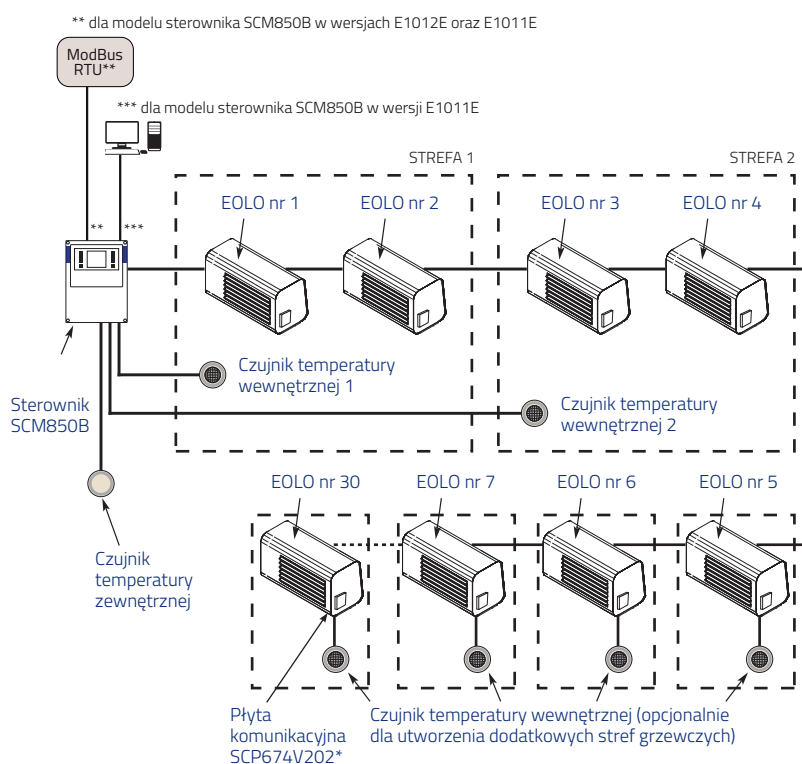 ** dla modelu sterownika SCM850B w wersjach E1012E oraz E1011E
ModBus
RTU**
*** dla modelu sterownika SCM850B w wersji E1011E
STREFA 1
STREFA 2
EOLO nr 1
EOLO nr 2
EOLO nr 3
EOLO nr 4
**
***
Czujnik temperatury
wewnętrznej 1
Sterownik
SCM850B
Czujnik temperatury
wewnętrznej 2
EOLO nr 30
EOLO nr 7
EOLO nr 6
EOLO nr 5
Czujnik
temperatury
zewnętrznej
Płyta
komunikacyjna
SCP674V202*
Czujnik temperatury wewnętrznej (opcjonalnie
dla utworzenia dodatkowych stref grzewczych)